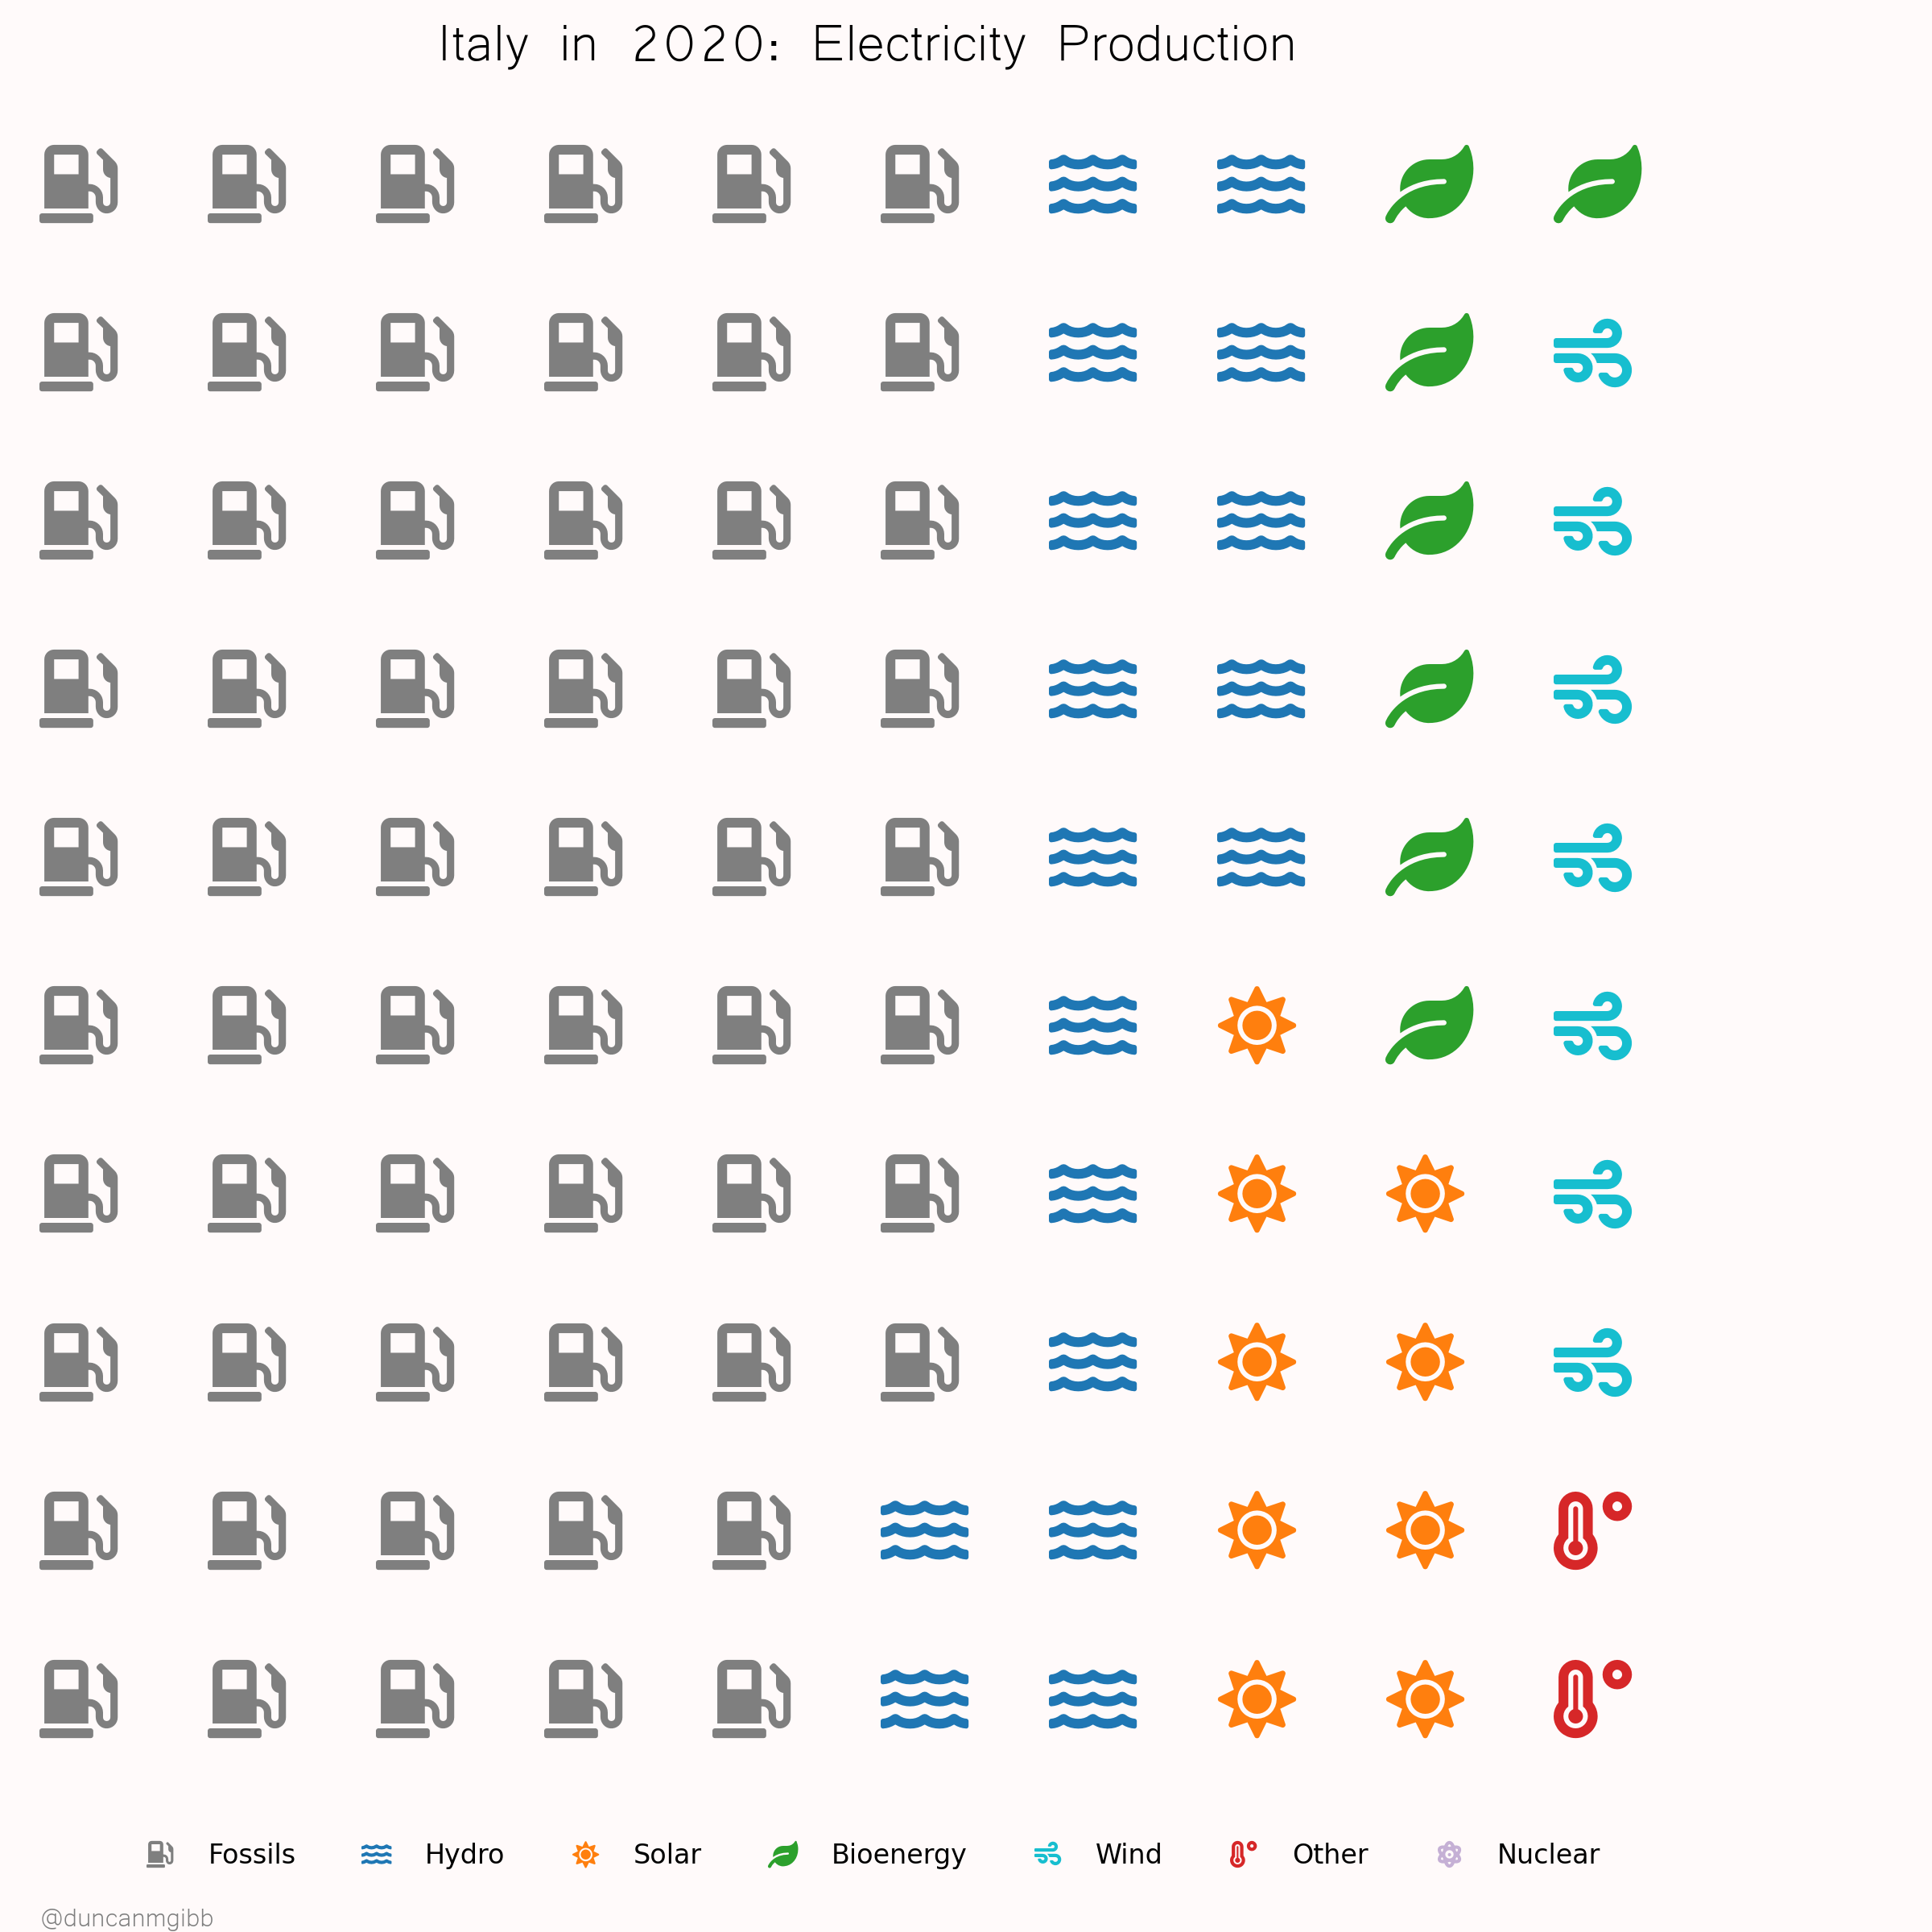 Italy in 2020: Electricity Production
Fossils Hydro Solar Bioenergy Wind Other Nuclear
@duncanmgibb